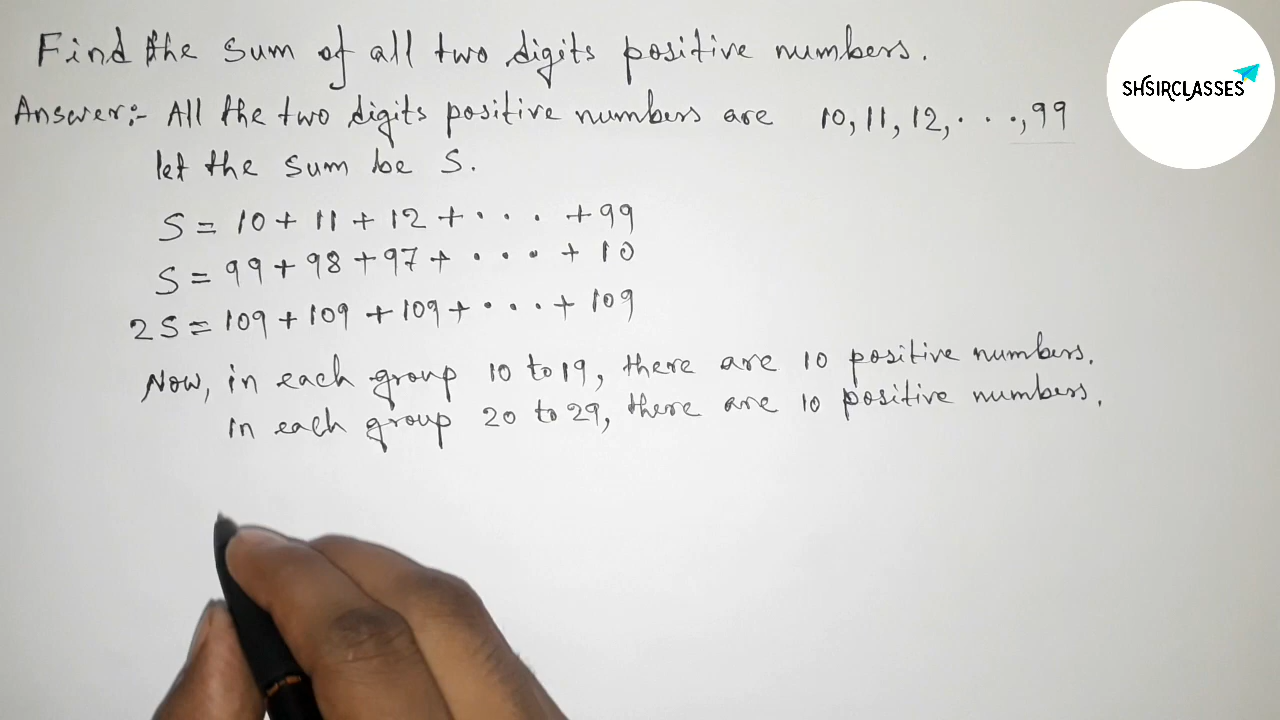 Find the sum of all two digits positive numbers.
SHSIRCLASSES
Answer:- All the two digits positive numbers are 10, 11, 12, . . ., 99
let the sum be S.
S = 10 + 11 + 12 + . . . + 99
S = 99 + 98 + 97 + . . . + 10
2S = 109 + 109 + 109 + . . . + 109
Now, in each group 10 to 19, there are 10 positive numbers.
in each group 20 to 29, there are 10 positive numbers.